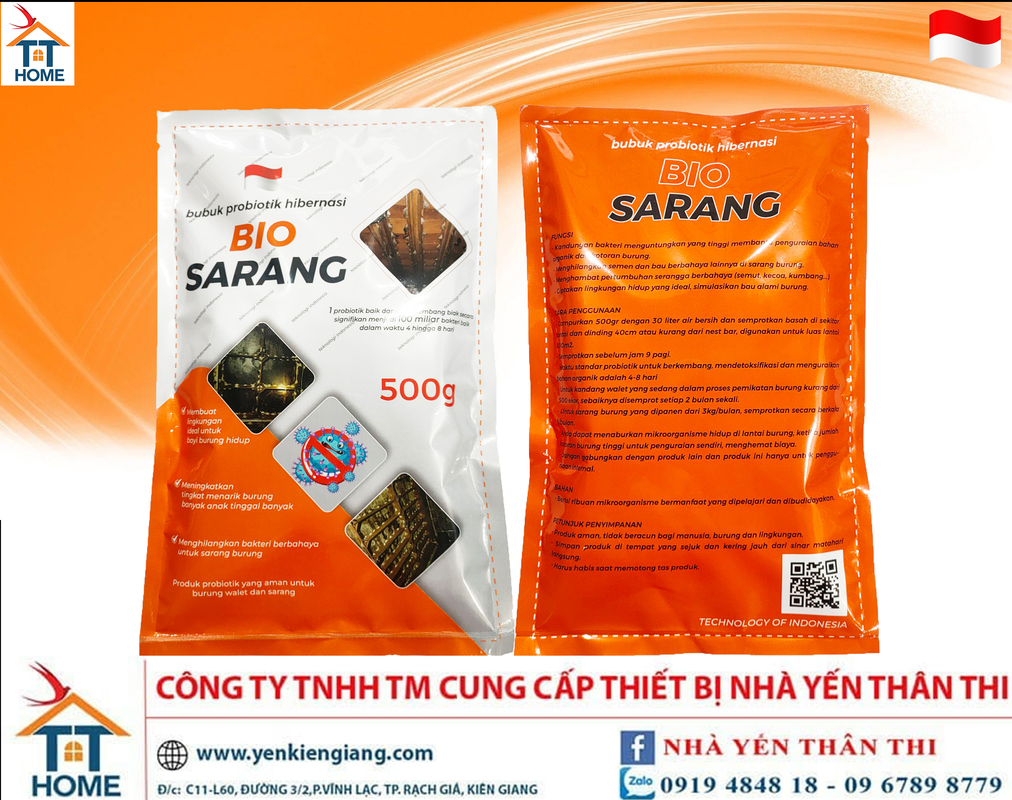 TT
HOME
bubuk probiotik hibernasi
BIO
SARANG
1 probiotik baik dan embang biak secara
signifikan menjadi 100 miliar bakteri baik
dalam waktu 4 hingga 8 hari
500g
Membuat
lingkungan
ideal untuk
bayi burung hidup
Meningkatkan
tingkat menarik burung
banyak anak tinggal banyak
Menghilangkan bakteri berbahaya
untuk sarang burung
Produk probiotik yang aman untuk
burung walet dan sarang
bubuk probiotik hibernasi
BIO
SARANG
FUNGSI
Kandungan bakteri menguntungkan yang tinggi membantu penguraian bahan
organik dan kotoran burung.
Menghilangkan semen dan bau berbahaya lainnya di sarang burung.
Menghambat pertumbuhan serangga berbahaya (semut, kecoa, kumbang...)
Ciptakan lingkungan hidup yang ideal, simulasikan bau alami burung.
CARA PENGGUNAAN
Campurkan 500gr dengan 30 liter air bersih dan semprotkan basah di sekitar
lantai dan dinding 40cm atau kurang dari nest bar, digunakan untuk luas lantai
100m2.
Semprotkan sebelum jam 9 pagi.
Waktu standar probiotik untuk berkembang, mendetoksifikasi dan menguraikan
bahan organik adalah 4-8 hari
Untuk kandang walet yang sedang dalam proses pemikatan burung kurang dari
500 ekor, sebaiknya disemprot setiap 2 bulan sekali.
Untuk sarang burung yang dipanen dari 3kg/bulan, semprotkan secara berkala
bulan.
dapat menaburkan mikroorganisme hidup di lantai burung, ketika jumlah
burung tinggi untuk penguraian sendiri, menghemat biaya.
gabungkan dengan produk lain dan produk ini hanya untuk penggu-
naan internal.
BAHAN
Berisi ribuan mikroorganisme bermanfaat yang dipelajari dan dibudidayakan.
PETUNJUK PENYIMPANAN
Produk aman, tidak beracun bagi manusia, burung dan lingkungan.
Simpan produk di tempat yang sejuk dan kering jauh dari sinar matahari
langsung.
Harus habis saat memotong tas produk.
TECHNOLOGY OF INDONESIA
TT
HOME
CÔNG TY TNHH TM CUNG CẤP THIẾT BỊ NHÀ YẾN THÂN THI
www.yenkiengiang.com
Đ/c: C11-L60, ĐƯỜNG 3/2,P.VĨNH LẠC, TP. RẠCH GIÁ, KIÊN GIANG
NHÀ YẾN THÂN THI
Zalo 0919 4848 18 - 09 6789 8779